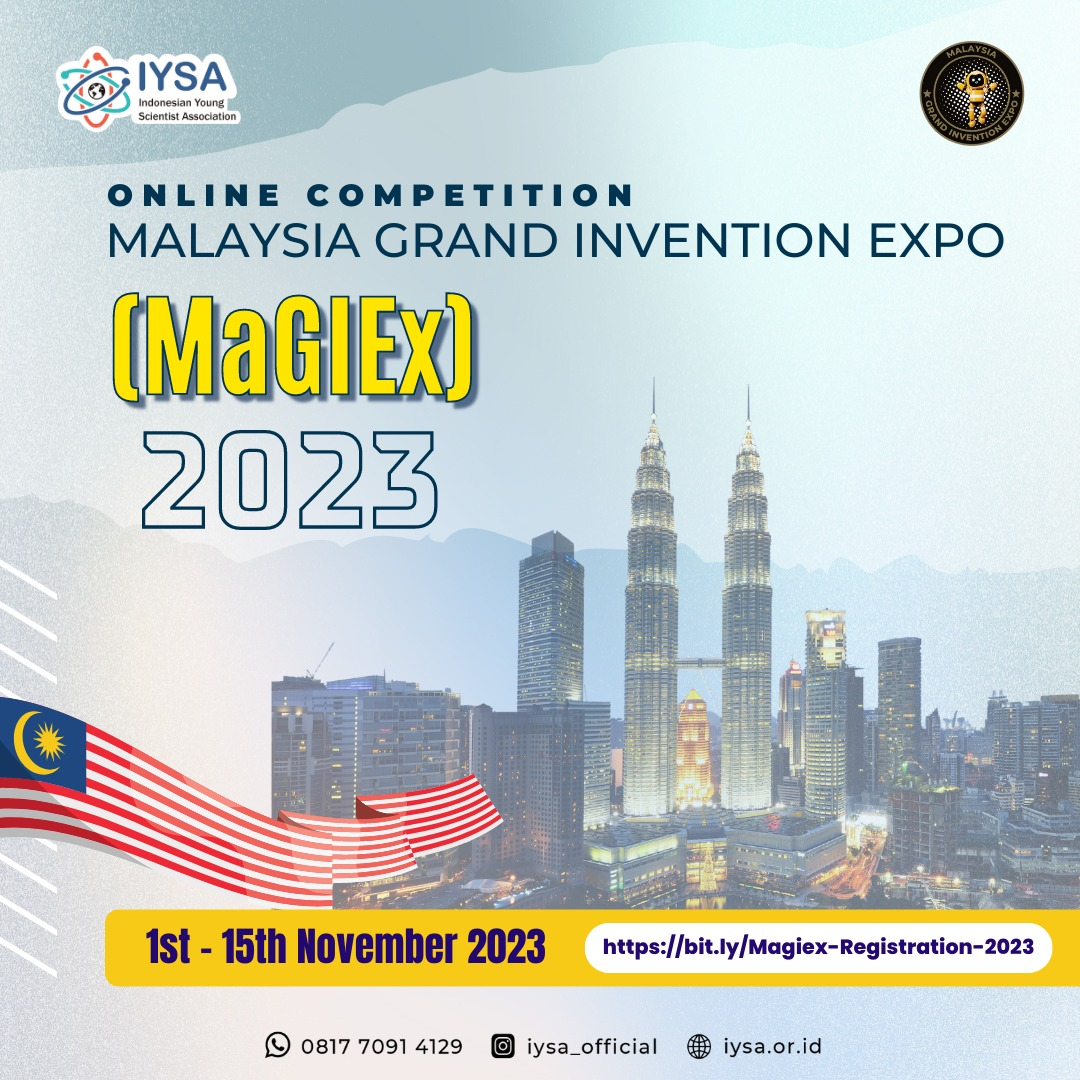 IYSA
Indonesian Young
Scientist Association
MALAYSIA
GRAND INVENTION EXPO
ONLINE COMPETITION
MALAYSIA GRAND INVENTION EXPO
(MaGIEx)
2023
1st - 15th November 2023
https://bit.ly/Magiex-Registration-2023
0817 7091 4129
iysa_official
iysa.or.id